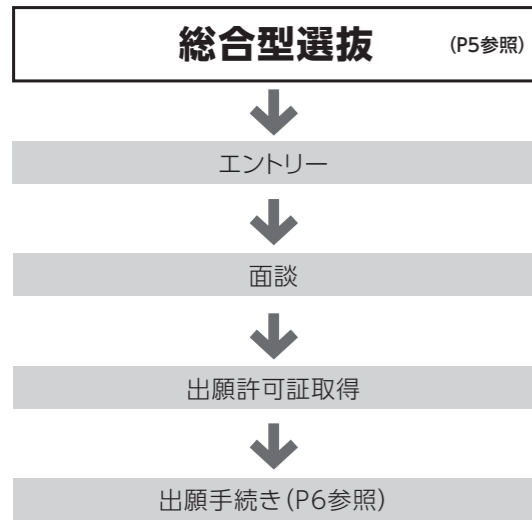 総合型選抜 (P5参照)
エントリー
面談
出願許可証取得
出願手続き(P6参照)